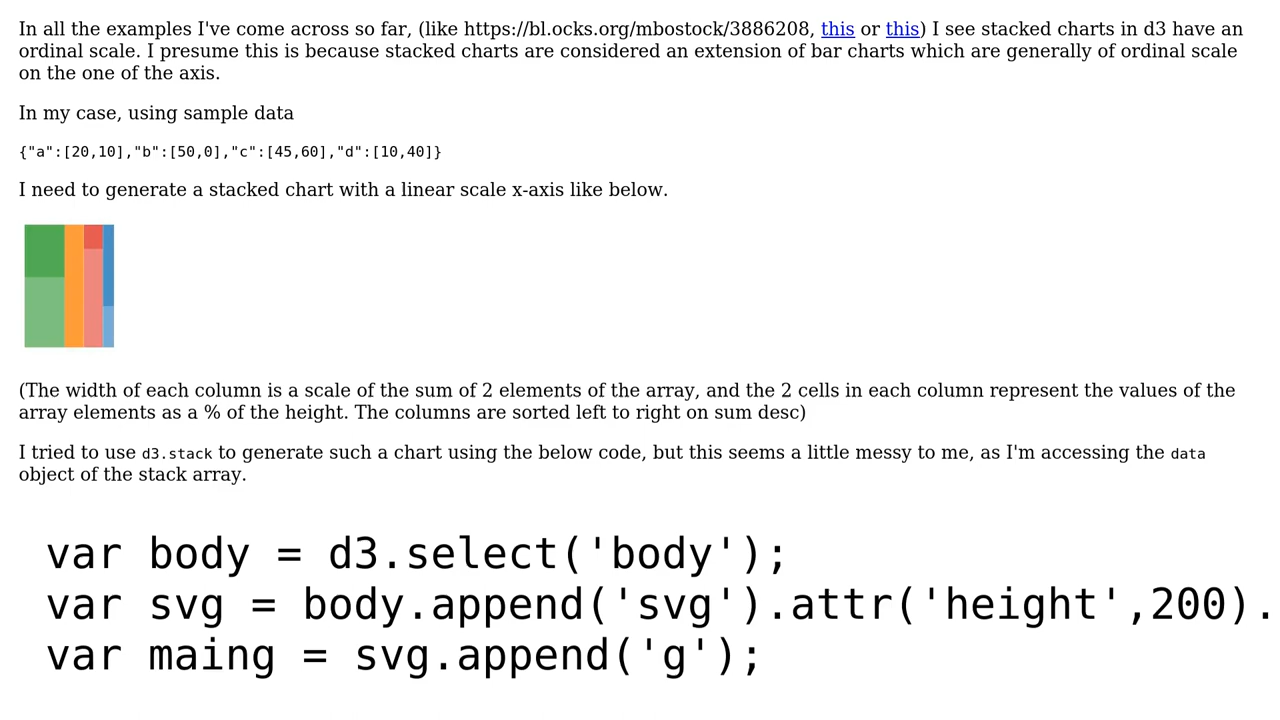 In all the examples I've come across so far, (like https://bl.ocks.org/mbostock/3886208, this or this) I see stacked charts in d3 have an
ordinal scale. I presume this is because stacked charts are considered an extension of bar charts which are generally of ordinal scale
on the one of the axis.
In my case, using sample data
{"a":[20,10],"b":[50,0],"c":[45,60],"d":[10,40]}
I need to generate a stacked chart with a linear scale x-axis like below.
(The width of each column is a scale of the sum of 2 elements of the array, and the 2 cells in each column represent the values of the
array elements as a % of the height. The columns are sorted left to right on sum desc)
I tried to use d3.stack to generate such a chart using the below code, but this seems a little messy to me, as I'm accessing the data
object of the stack array.
var body = d3.select('body');
var svg = body.append('svg').attr('height',200).
var maing = svg.append('g');